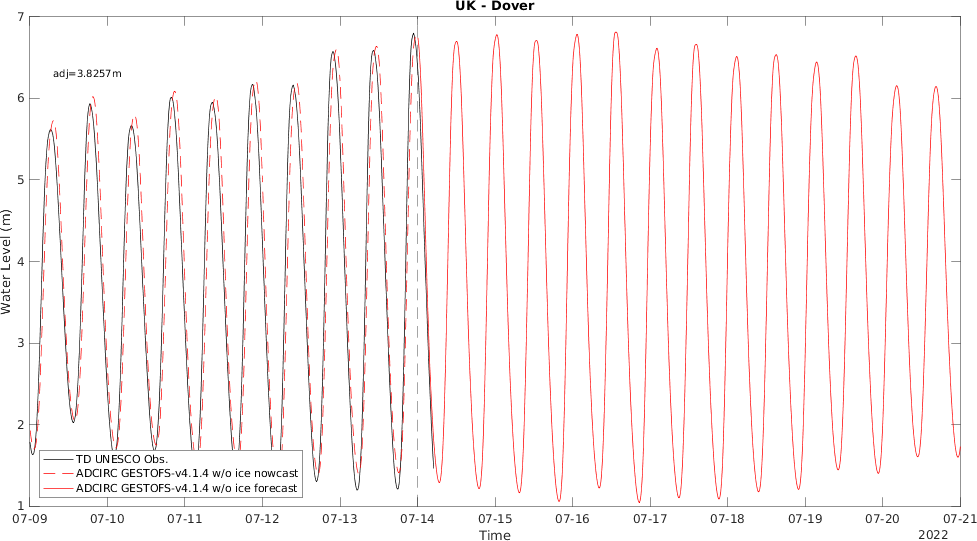 UK - Dover
7
adj=3.8257m
6
5
4
3
2
1
Water Level (m)
TD UNESCO Obs.
ADCIRC GESTOFS-v4.1.4 w/o ice nowcast
ADCIRC GESTOFS-v4.1.4 w/o ice forecast
07-09 07-10 07-11 07-12 07-13 07-14 07-15 07-16 07-17 07-18 07-19 07-20 07-21
Time
2022